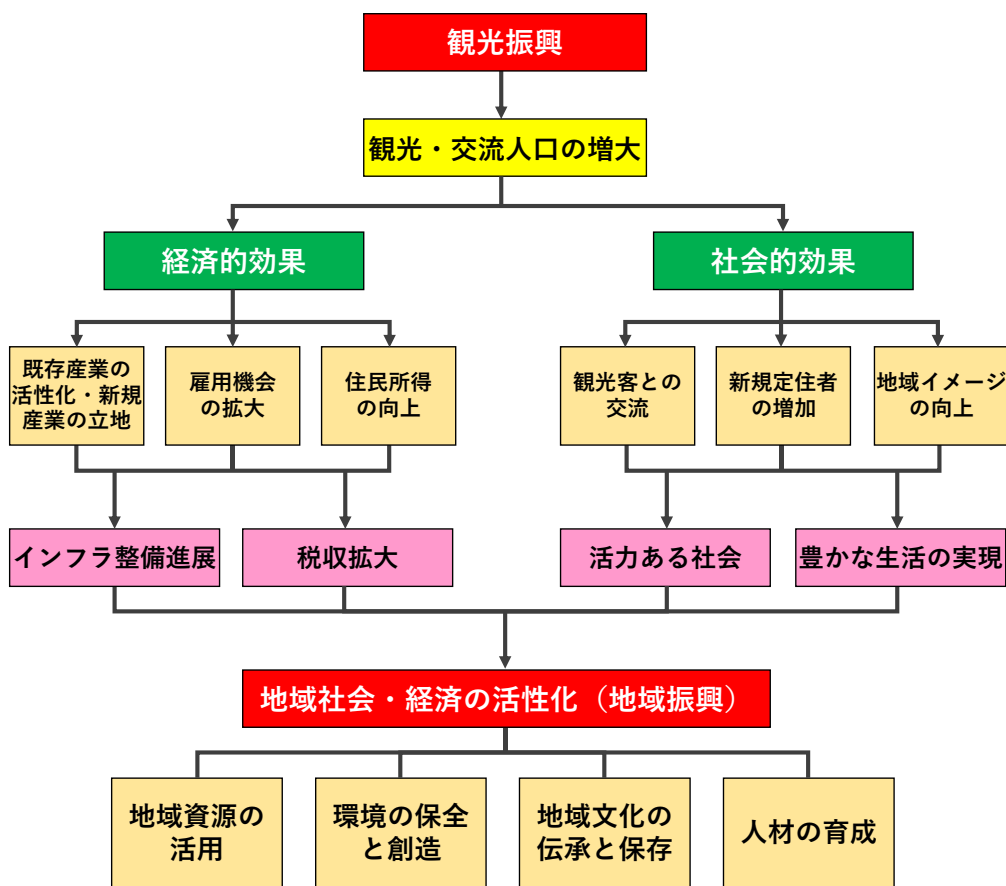 観光振興
観光・交流人口の増大
経済的効果
社会的効果
既存産業の
活性化・新規
産業の立地
雇用機会
の拡大
住民所得
の向上
観光客との
交流
新規定住者
の増加
地域イメージ
の向上
インフラ整備進展
税収拡大
活力ある社会
豊かな生活の実現
地域社会・経済の活性化（地域振興）
地域資源の
活用
環境の保全
と創造
地域文化の
伝承と保存
人材の育成